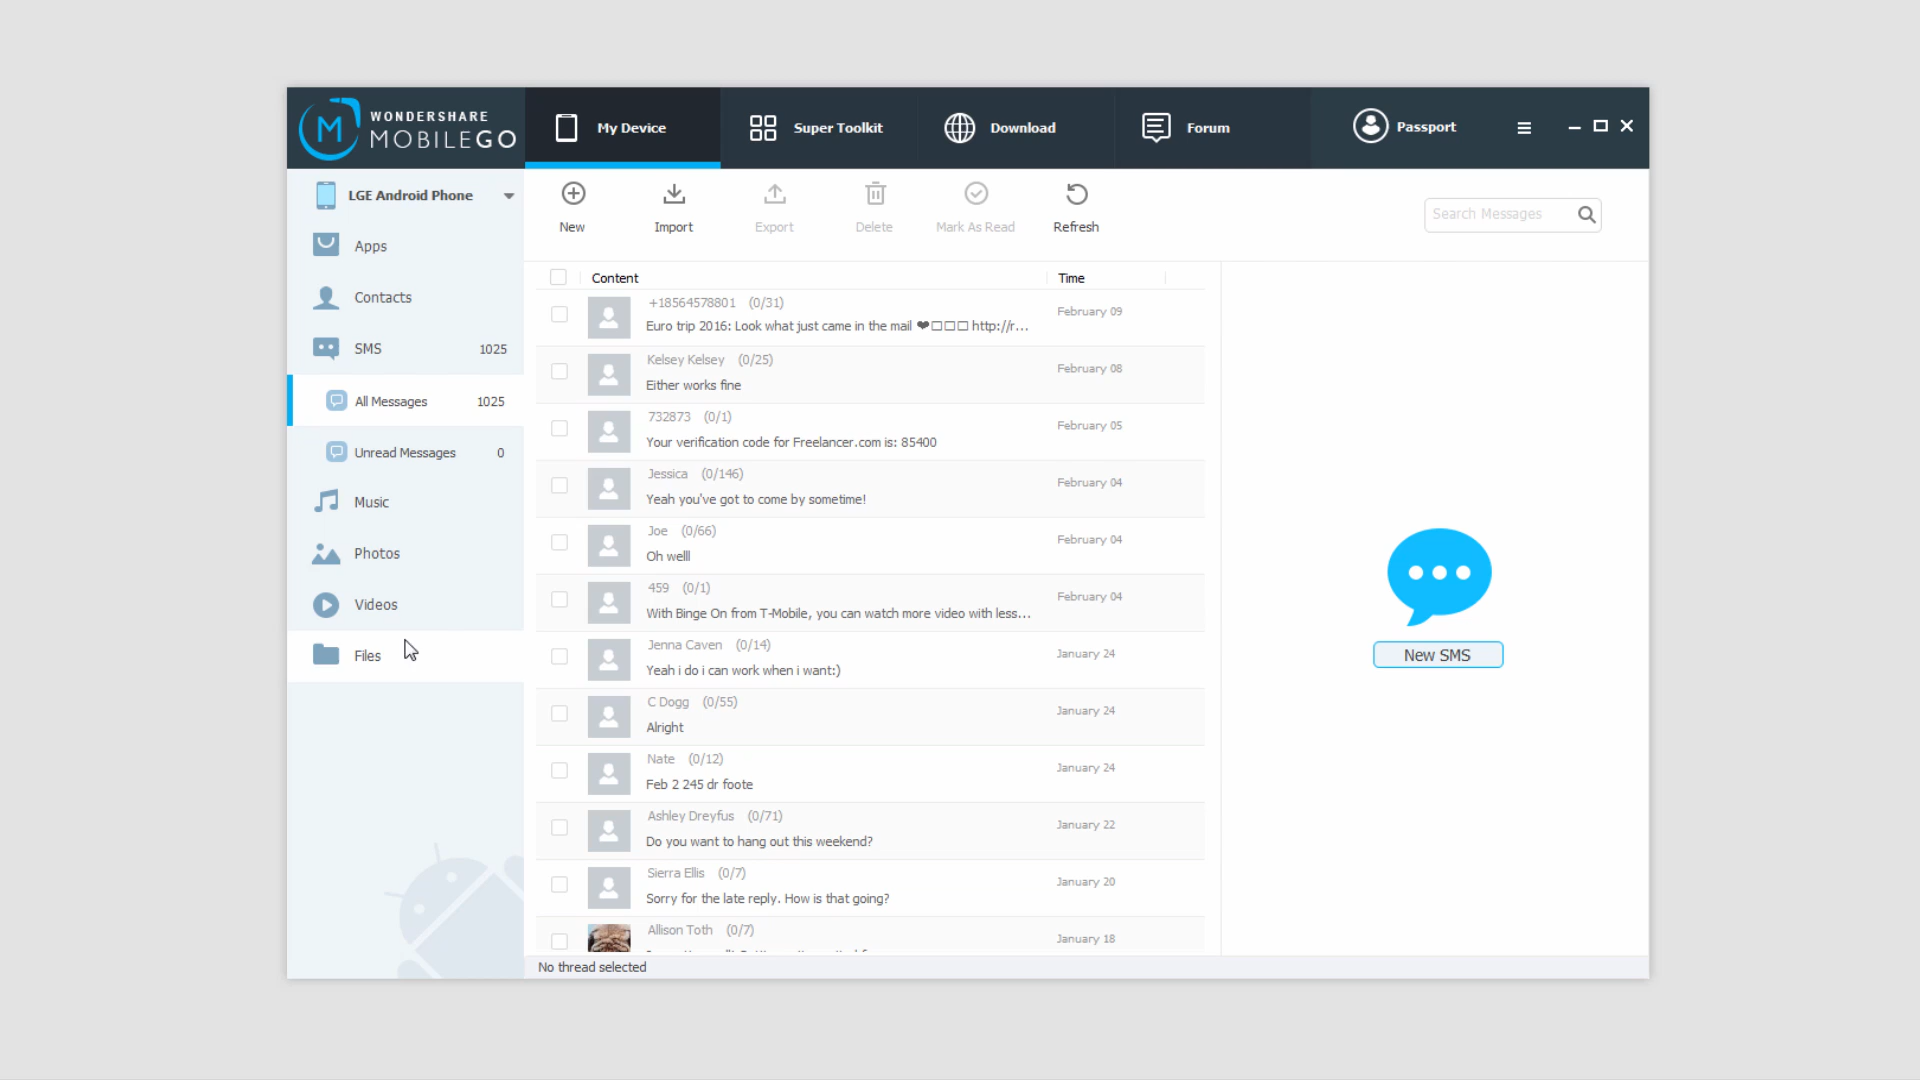 WONDERSHARE
MOBILEGO
My Device
Super Toolkit
Download
Forum
Passport
LGE Android Phone
Apps
Contacts
SMS 1025
All Messages 1025
Unread Messages 0
Music
Photos
Videos
Files
New
Import
Export
Delete
Mark As Read
Refresh
Search Messages
Content Time
+18564578801 (0/31)
Euro trip 2016: Look what just came in the mail ❤□□□ http://r...
February 09
Kelsey Kelsey (0/25)
Either works fine
February 08
732873 (0/1)
Your verification code for Freelancer.com is: 85400
February 05
Jessica (0/146)
Yeah you've got to come by sometime!
February 04
Joe (0/66)
Oh welll
February 04
459 (0/1)
With Binge On from T-Mobile, you can watch more video with less...
February 04
Jenna Caven (0/14)
Yeah i do i can work when i want:)
January 24
C Dogg (0/55)
Alright
January 24
Nate (0/12)
Feb 2 245 dr foote
January 24
Ashley Dreyfus (0/71)
Do you want to hang out this weekend?
January 22
Sierra Ellis (0/7)
Sorry for the late reply. How is that going?
January 20
Allison Toth (0/7)
January 18
New SMS
No thread selected